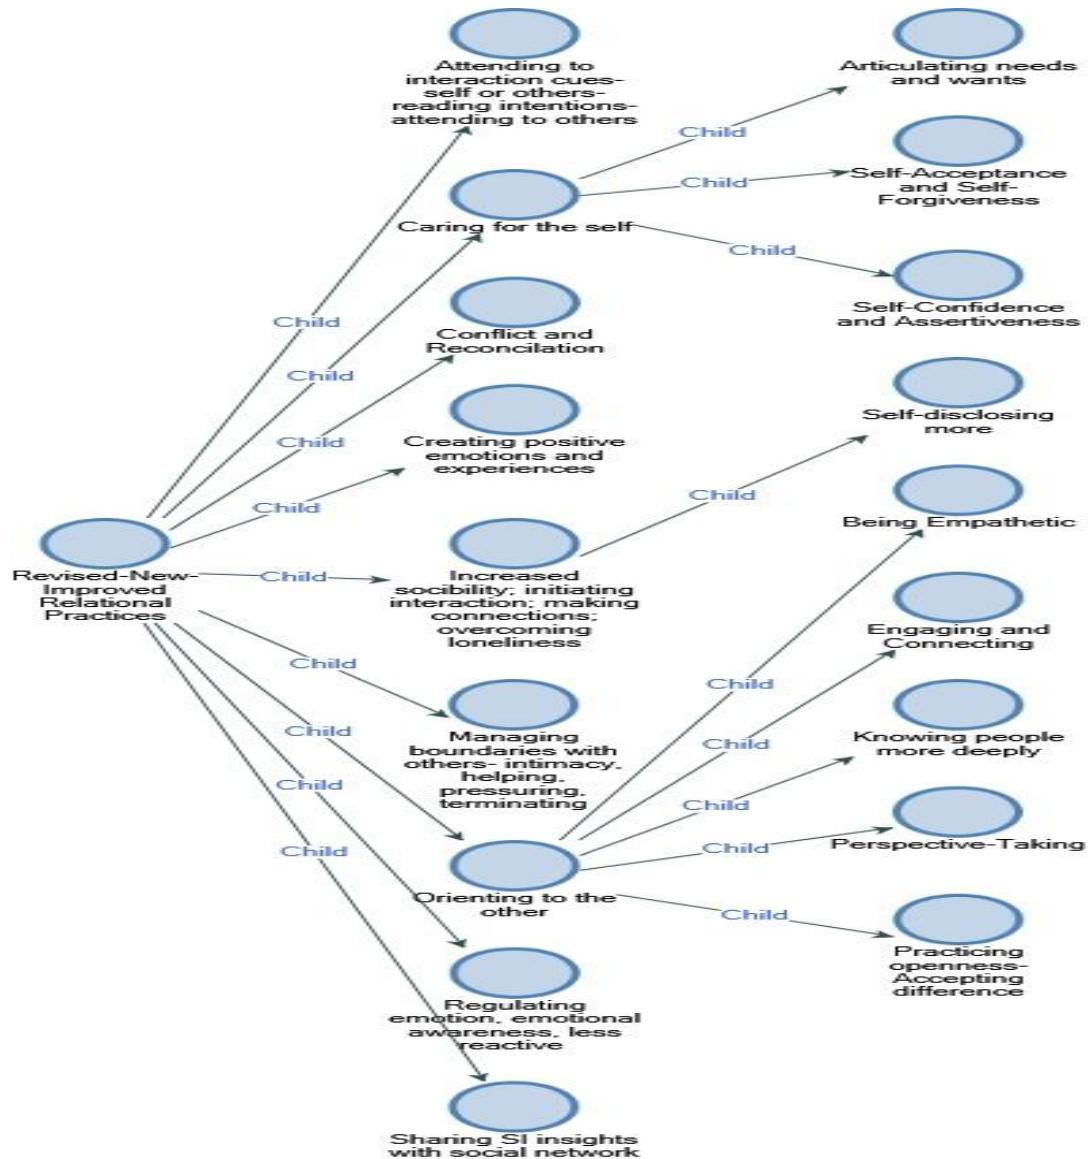 Attending to
interaction cues-
self or others-
reading intentions-
attending to others
Articulating needs
and wants
Child
Self-Acceptance
and Self-
Forgiveness
Child
Caring for the self
Child
Self-Confidence
and Assertiveness
Child
Conflict and
Reconcilation
Child
Self-disclosing
more
Child
Creating positive
emotions and
experiences
Child
Child
Being Empathetic
Revised-New-
Improved
Relational
Practices
Child
Increased
socibility; initiating
interaction; making
connections;
overcoming
loneliness
Engaging and
Connecting
Child
Child
Managing
boundaries with
others- intimacy,
helping,
pressuring,
terminating
Knowing people
more deeply
Child
Child
Child
Child
Perspective-Taking
Child
Child
Orienting to the
other
Child
Practicing
openness-
Accepting
difference
Regulating
emotion, emotional
awareness, less
reactive
Sharing SI insights
with social network